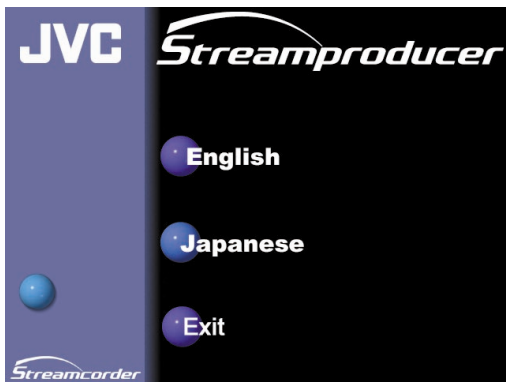 JVC
Streamproducer
English
Japanese
Exit
Streamcorder